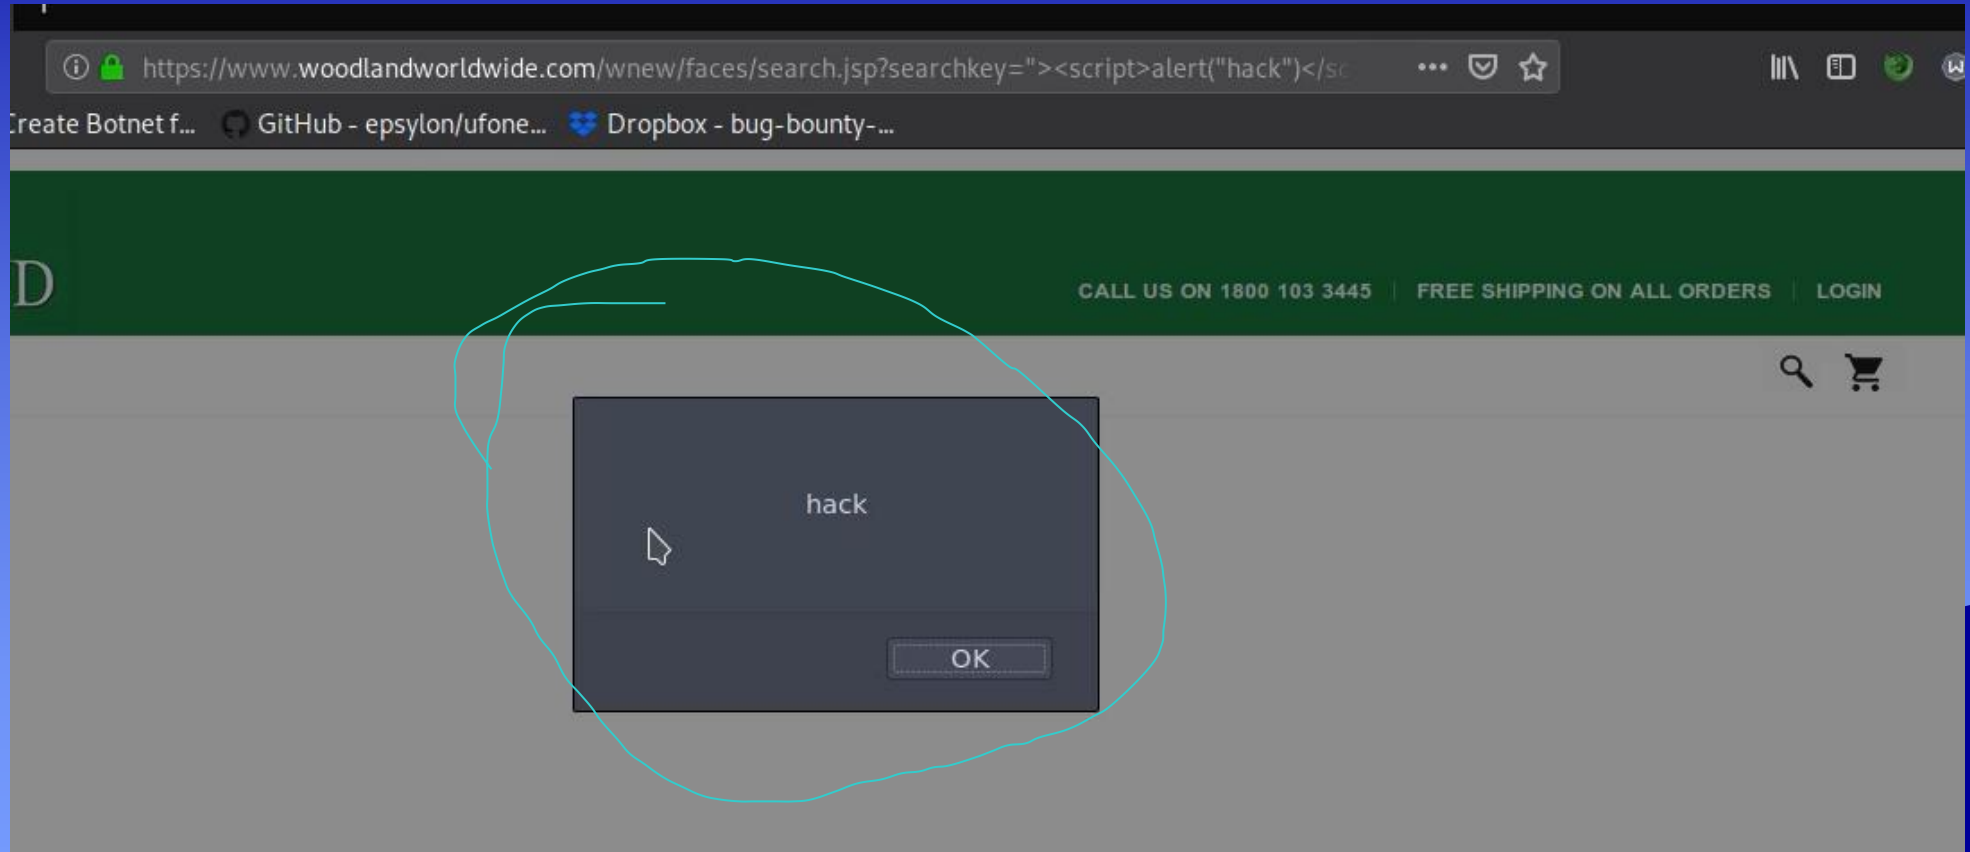 https://www.woodlandworldwide.com/wnew/faces/search.jsp?searchkey="><script>alert("hack")</sc
Create Botnet f... GitHub - epsylon/ufone... Dropbox - bug-bounty-...
D
CALL US ON 1800 103 3445 | FREE SHIPPING ON ALL ORDERS | LOGIN
hack
OK